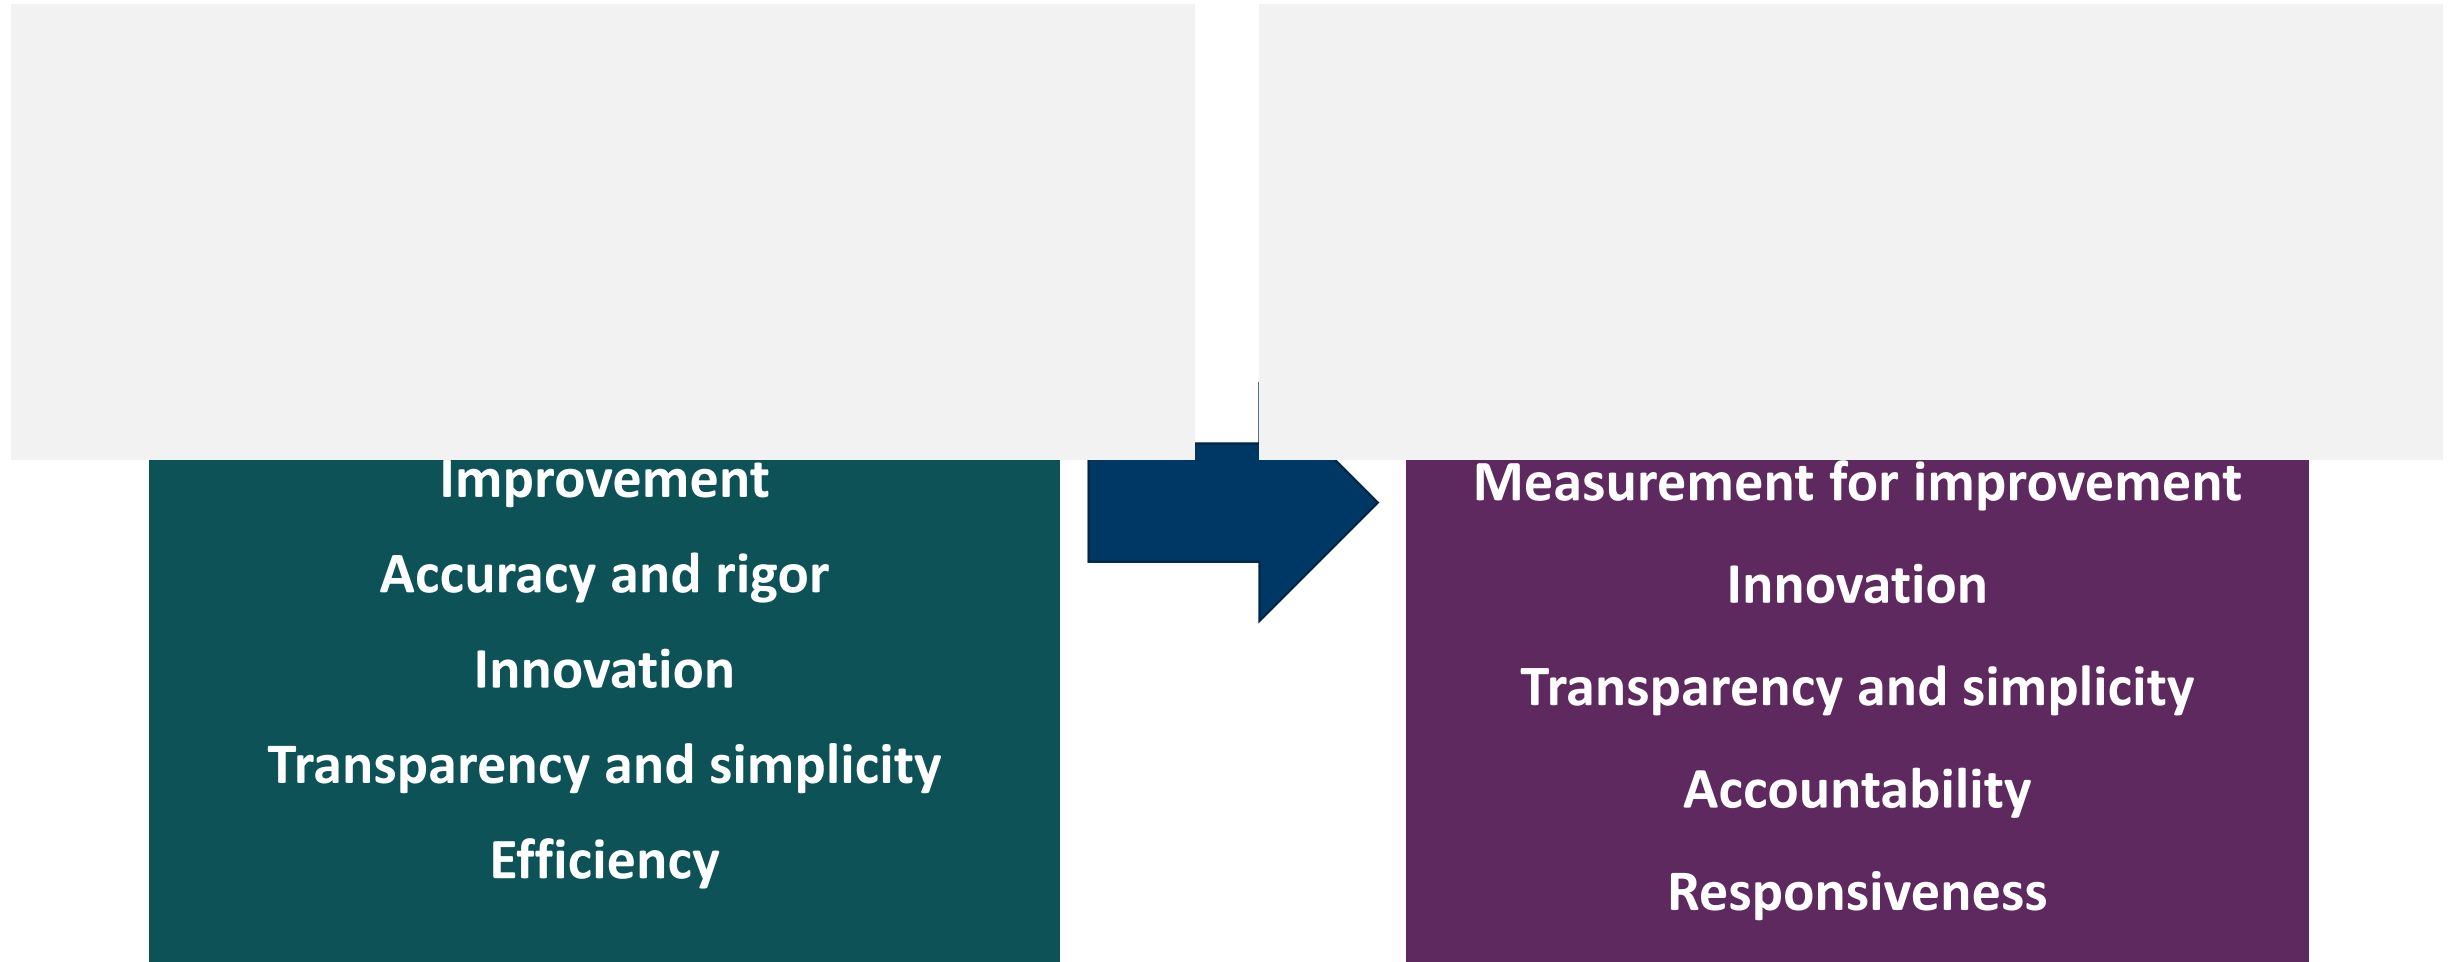 Improvement
Accuracy and rigor
Innovation
Transparency and simplicity
Efficiency
Measurement for improvement
Innovation
Transparency and simplicity
Accountability
Responsiveness